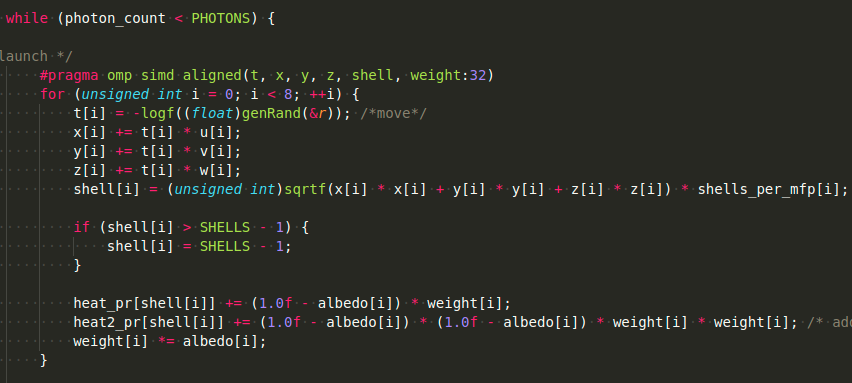 while (photon_count < PHOTONS) {
launch */
#pragma omp simd aligned(t, x, y, z, shell, weight:32)
for (unsigned int i = 0; i < 8; ++i) {
t[i] = -logf((float)genRand(&r)); /*move*/
x[i] += t[i] * u[i];
y[i] += t[i] * v[i];
z[i] += t[i] * w[i];
shell[i] = (unsigned int)sqrtf(x[i] * x[i] + y[i] * y[i] + z[i] * z[i]) * shells_per_mfp[i];
if (shell[i] > SHELLS - 1) {
shell[i] = SHELLS - 1;
}
heat_pr[shell[i]] += (1.0f - albedo[i]) * weight[i];
heat2_pr[shell[i]] += (1.0f - albedo[i]) * (1.0f - albedo[i]) * weight[i] * weight[i]; /* ad
weight[i] *= albedo[i];
}